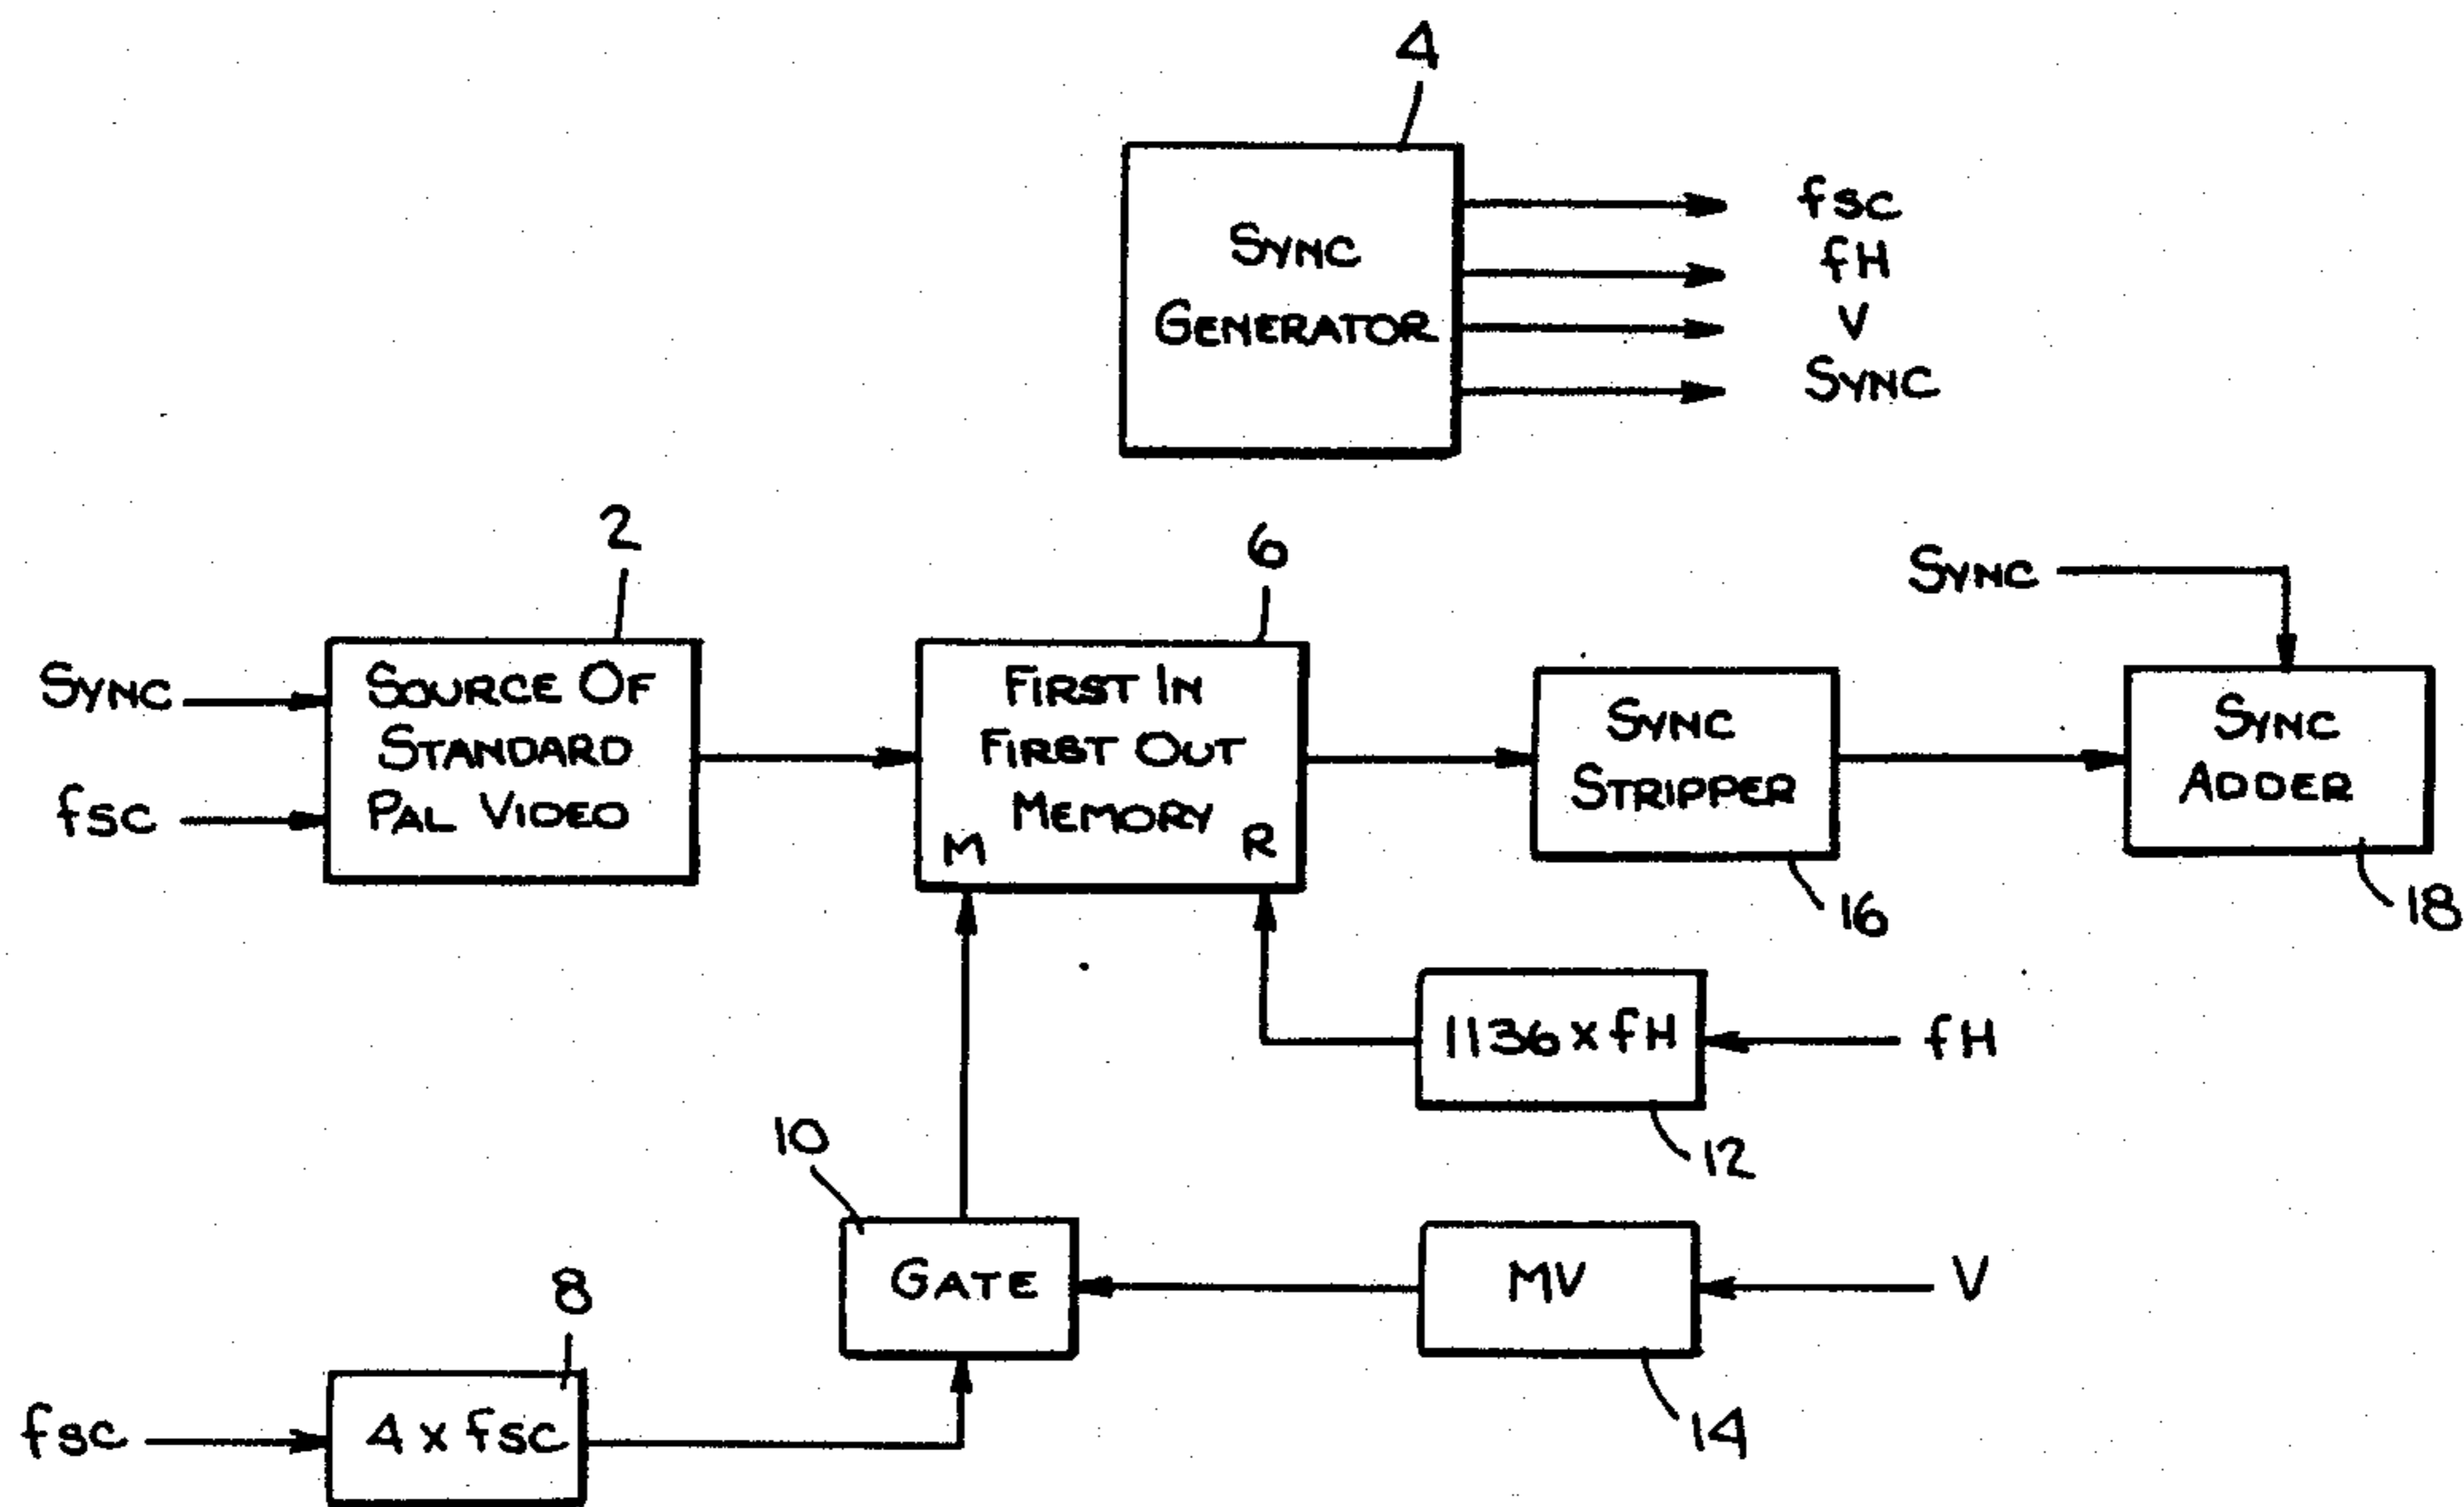 4
SYNC
GENERATOR
fsc
fH
V
SYNC
2
6
SYNC
SYNC
fsc
SOURCE OF
STANDARD
PAL VIDEO
FIRST IN
FIRST OUT
MEMORY
M
R
SYNC
STRIPPER
SYNC
ADDER
16
18
1136 x fH
fH
12
10
GATE
MV
V
14
8
fsc
4 x fsc